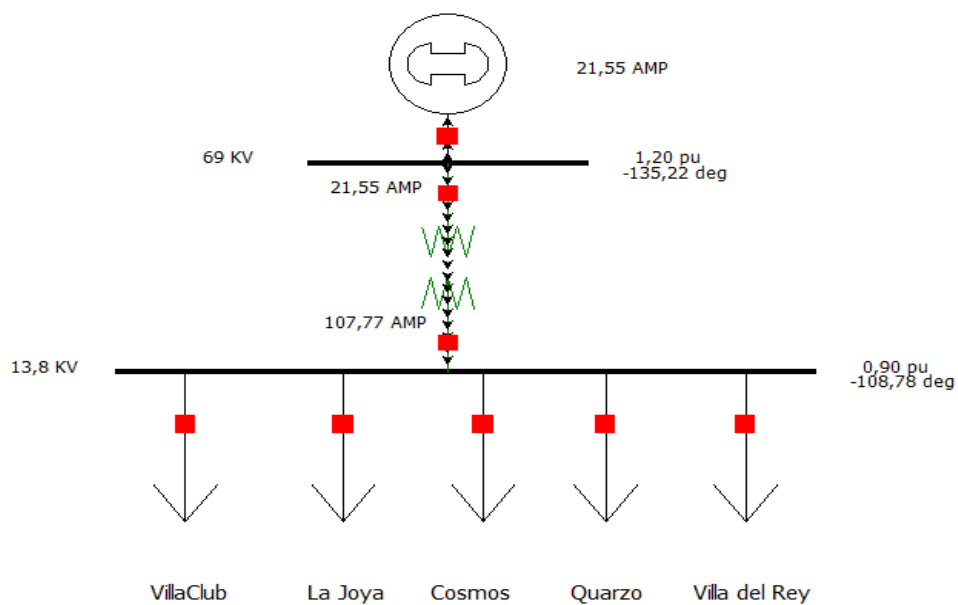 21,55 AMP
69 KV
1,20 pu
-135,22 deg
21,55 AMP
107,77 AMP
13,8 KV
0,90 pu
-108,78 deg
VillaClub
La Joya
Cosmos
Quarzo
Villa del Rey